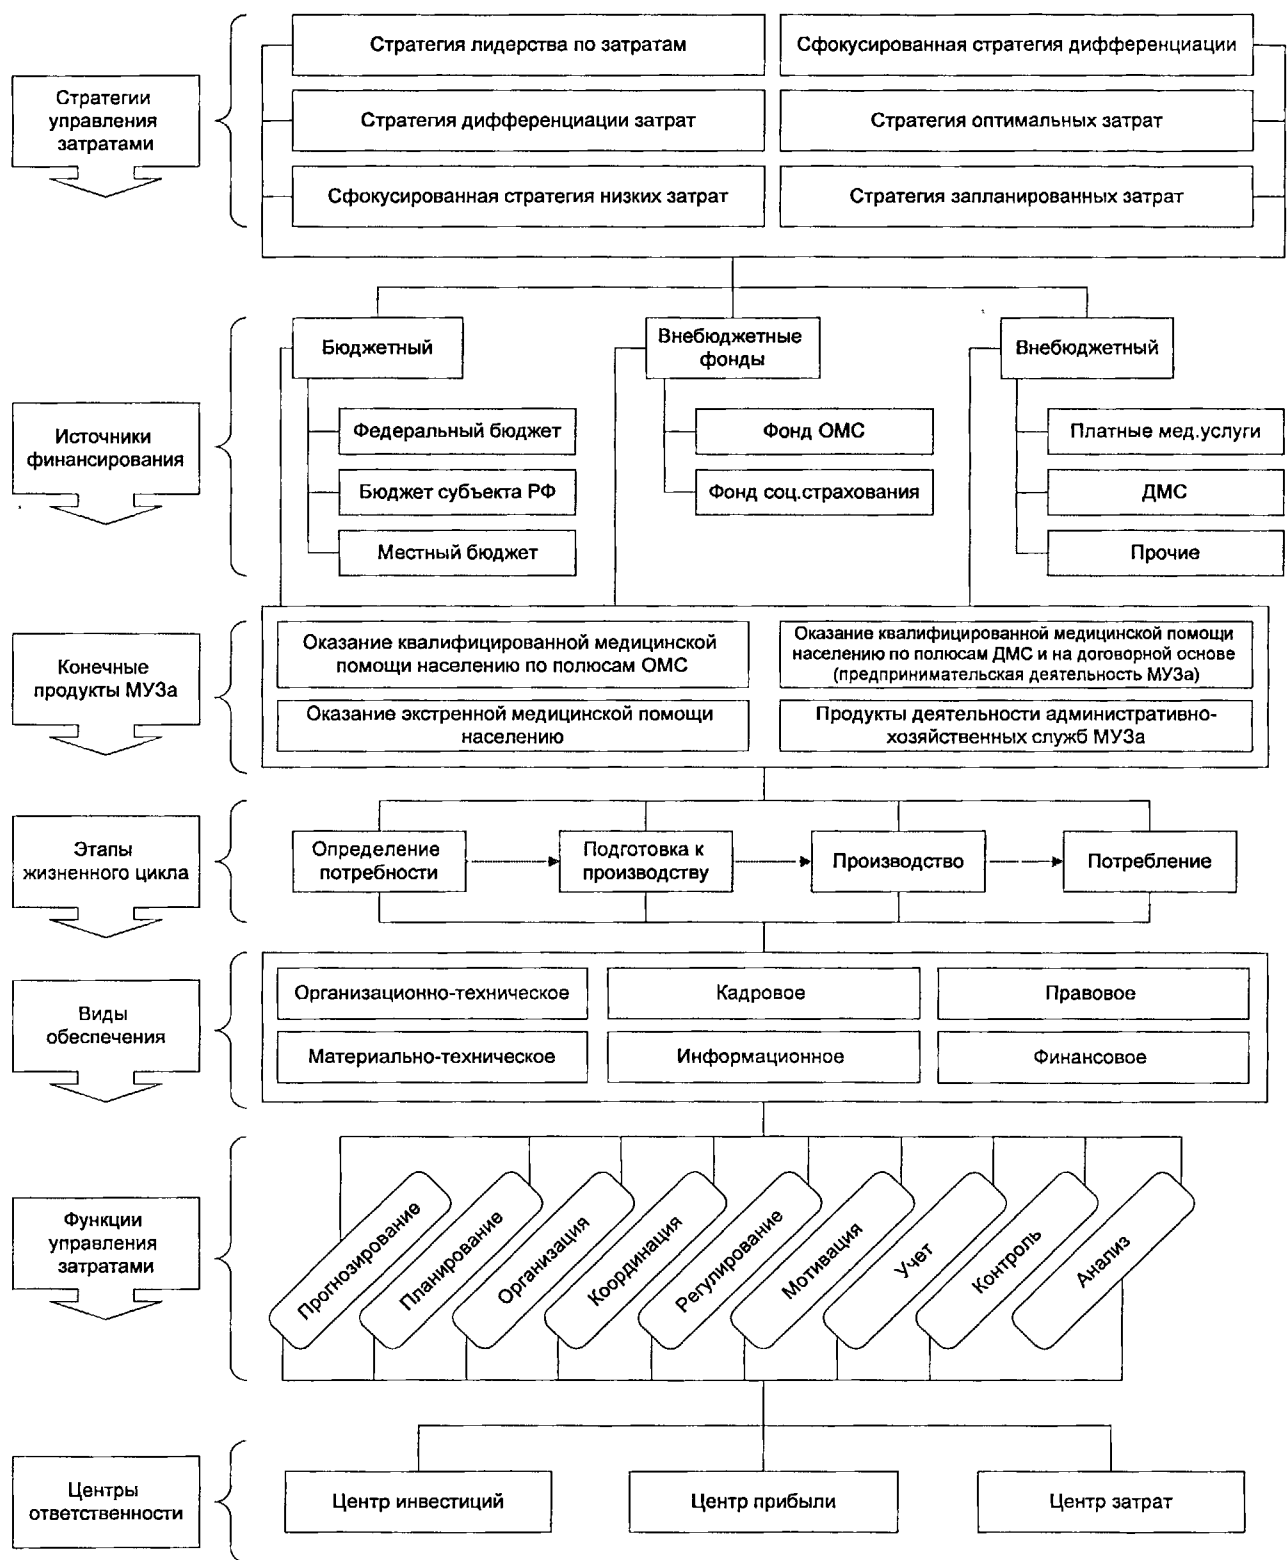 Стратегии
управления
затратами
Стратегия лидерства по затратам
Сфокусированная стратегия дифференциации
Стратегия дифференциации затрат
Стратегия оптимальных затрат
Сфокусированная стратегия низких затрат
Стратегия запланированных затрат
Источники
финансирования
Бюджетный
Внебюджетные
фонды
Внебюджетный
Федеральный бюджет
Фонд ОМС
Платные мед.услуги
Бюджет субъекта РФ
Фонд соц.страхования
ДМС
Местный бюджет
Прочие
Конечные
продукты МУЗа
Оказание квалифицированной медицинской
помощи населению по полюсам ОМС
Оказание квалифицированной медицинской помощи
населению по полюсам ДМС и на договорной основе
(предпринимательская деятельность МУЗа)
Оказание экстренной медицинской помощи
населению
Продукты деятельности административно-
хозяйственных служб МУЗа
Этапы
жизненного цикла
Определение
потребности
Подготовка к
производству
Производство
Потребление
Виды
обеспечения
Организационно-техническое
Кадровое
Правовое
Материально-техническое
Информационное
Финансовое
Функции
управления
затратами
Прогнозирование
Планирование
Организация
Координация
Регулирование
Мотивация
Учет
Контроль
Анализ
Центры
ответственности
Центр инвестиций
Центр прибыли
Центр затрат